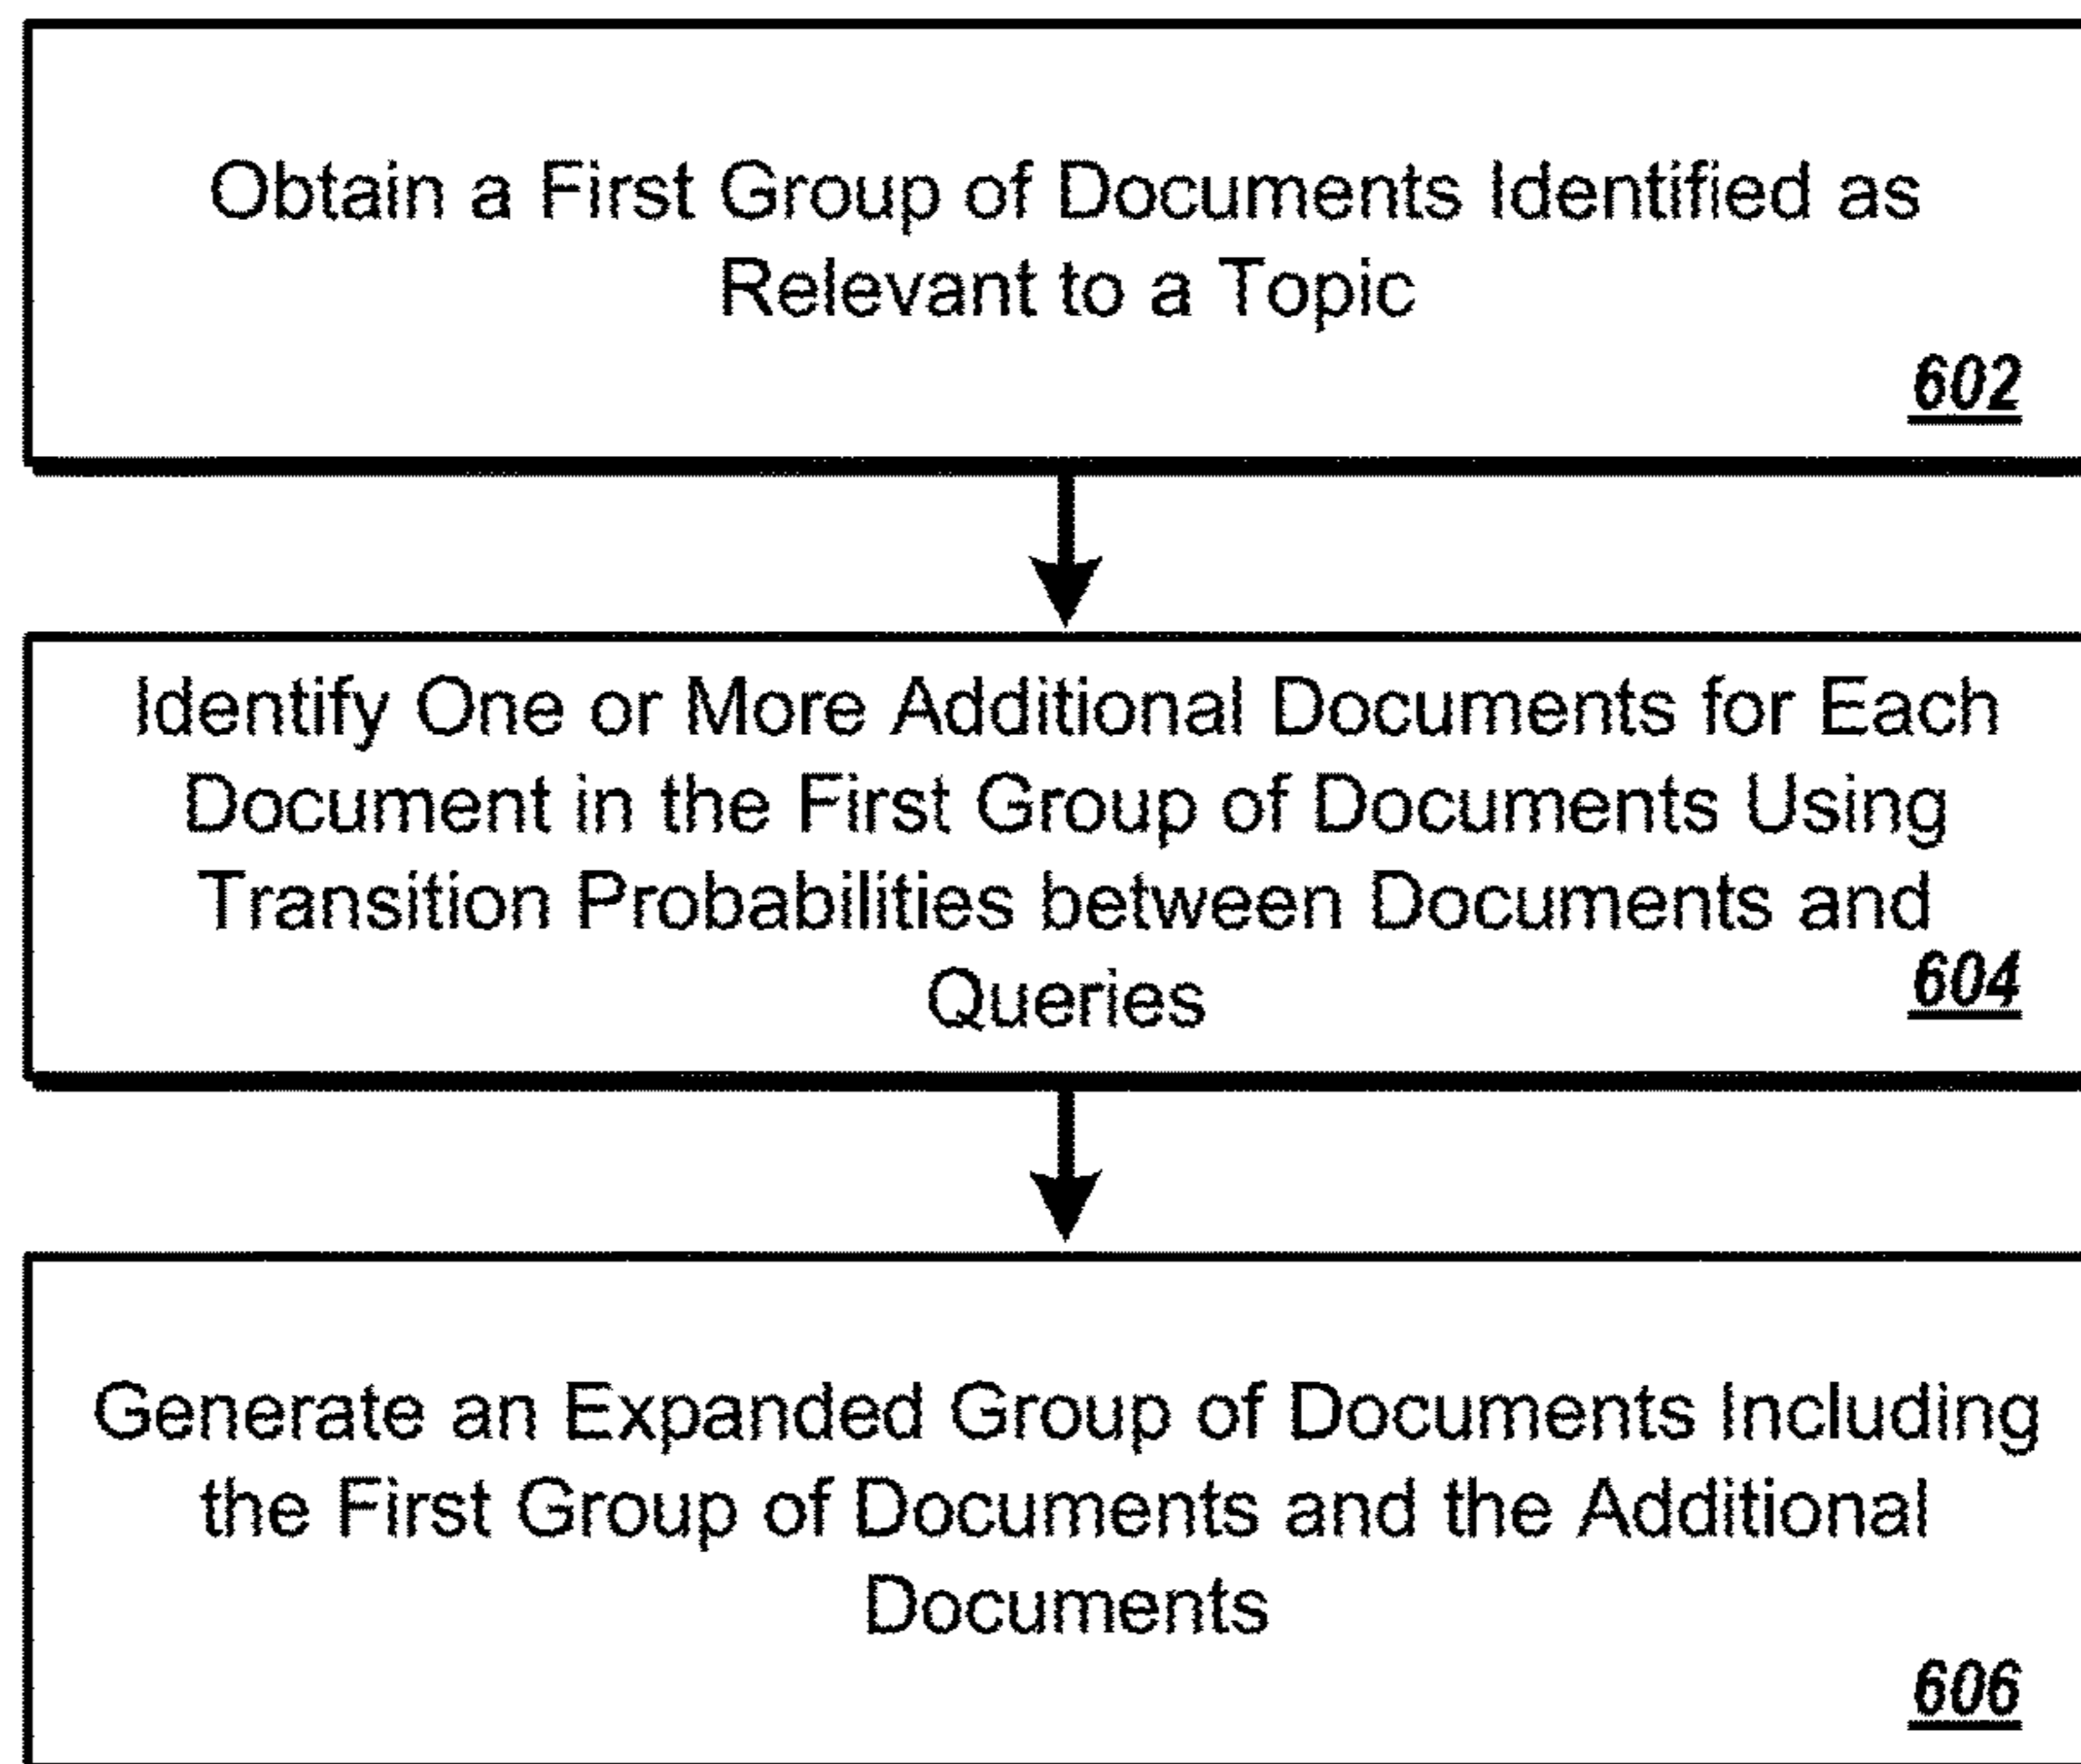 Obtain a First Group of Documents Identified as
Relevant to a Topic
602
Identify One or More Additional Documents for Each
Document in the First Group of Documents Using
Transition Probabilities between Documents and
Queries
604
Generate an Expanded Group of Documents Including
the First Group of Documents and the Additional
Documents
606